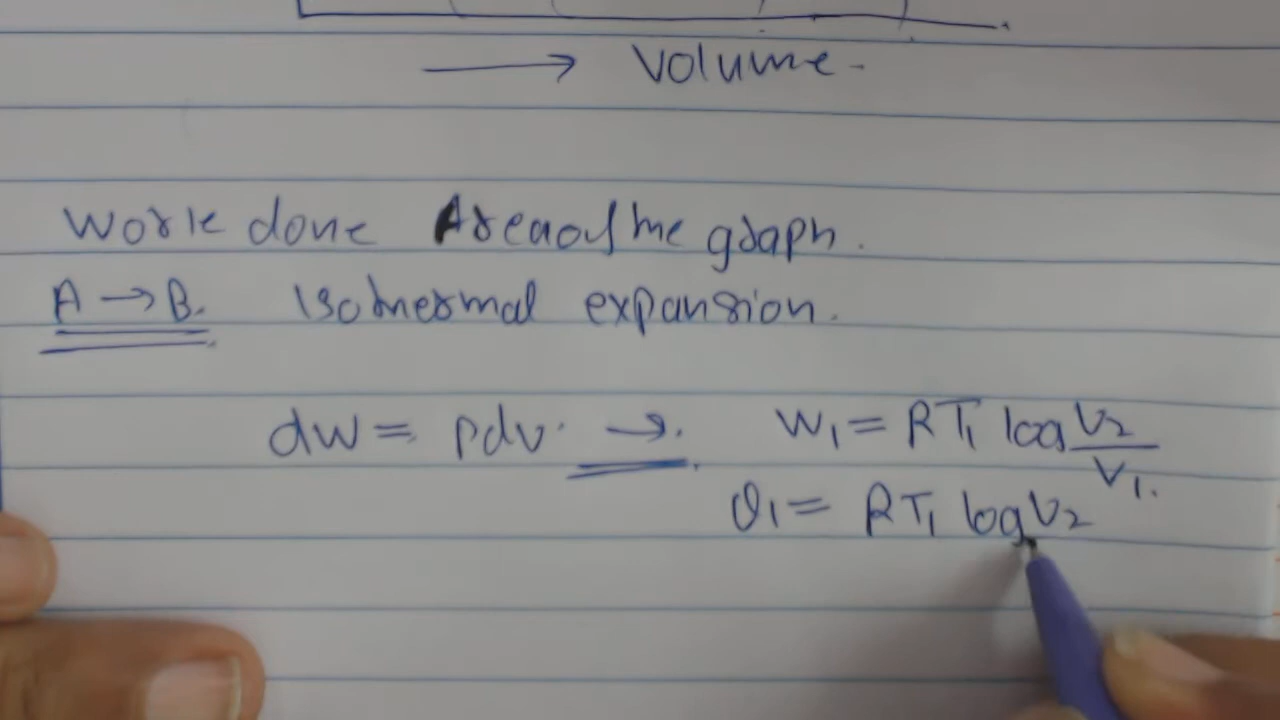 → Volume.
Work done Area of the graph.
A → B. Isothermal expansion.
dw = pdv. →. W₁ = RT₁ log V₂/V₁.
Q₁ = RT₁ log V₂